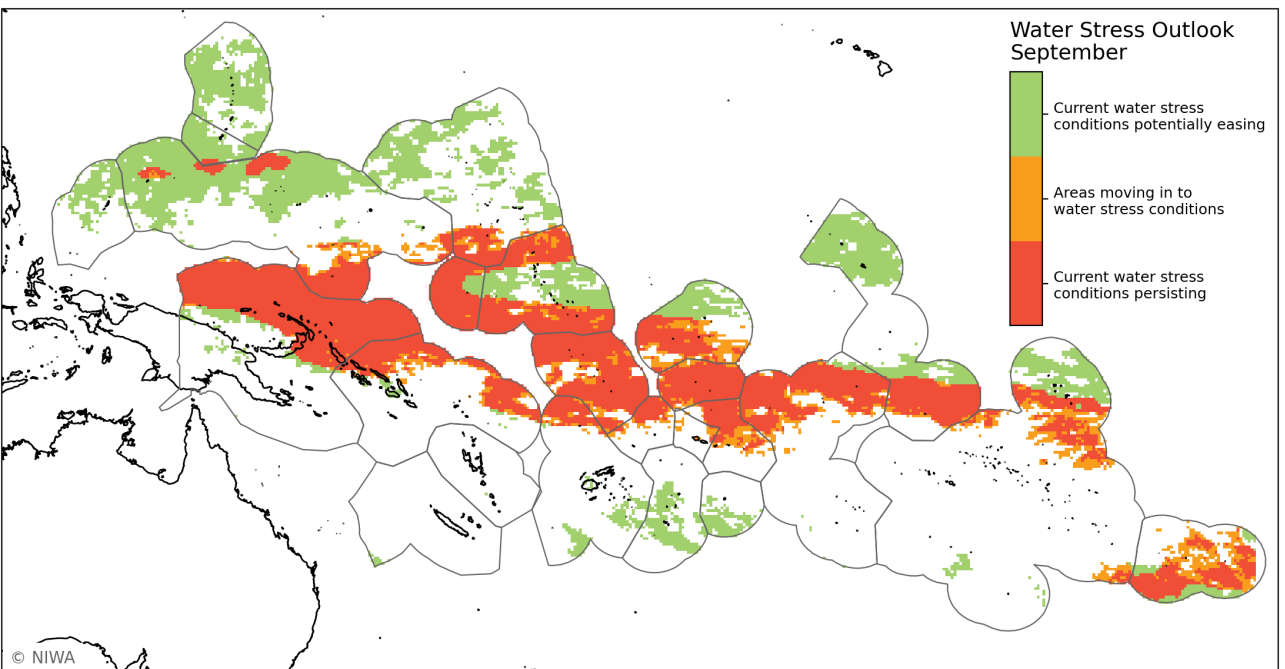 Water Stress Outlook
September
Current water stress
conditions potentially easing
Areas moving in to
water stress conditions
Current water stress
conditions persisting
© NIWA